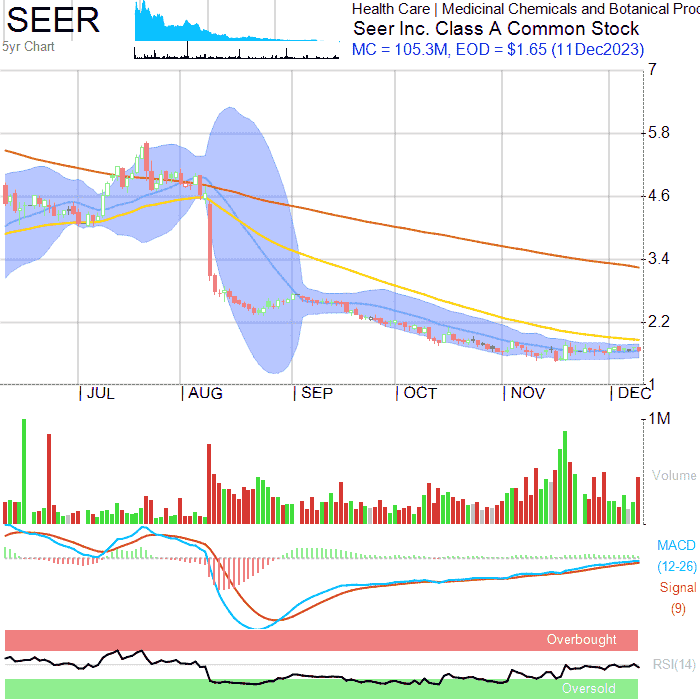 SEER
5yr Chart
Health Care | Medicinal Chemicals and Botanical Proc
Seer Inc. Class A Common Stock
MC = 105.3M, EOD = $1.65 (11Dec2023)
7
5.8
4.6
3.4
2.2
1
JUL AUG SEP OCT NOV DEC
1M
Volume
MACD
(12-26)
Signal
(9)
Overbought
RSI(14)
Oversold